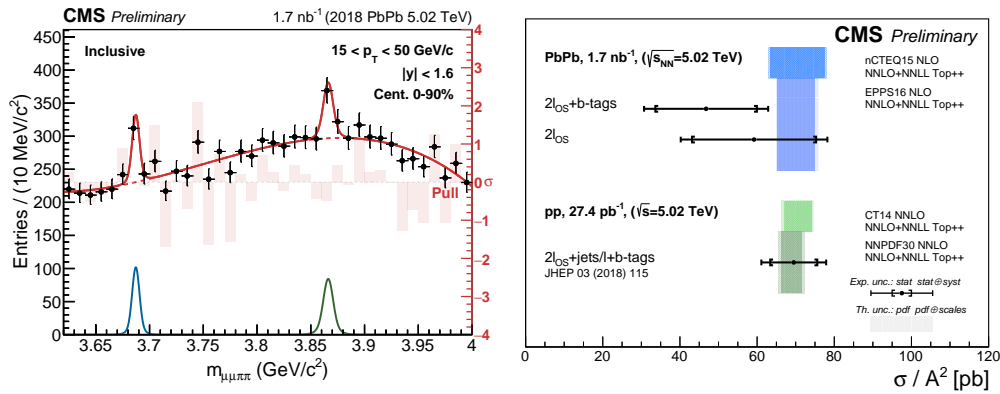 CMS Preliminary
1.7 nb⁻¹ (2018 PbPb 5.02 TeV)
Inclusive
15 < p_T < 50 GeV/c
|y| < 1.6
Cent. 0-90%
Entries / (10 MeV/c²)
450
400
350
300
250
200
150
100
50
0
4
3
2
1
0
−1
−2
−3
−4
σ
Pull
3.65
3.7
3.75
3.8
3.85
3.9
3.95
4
m_μμππ (GeV/c²)
CMS Preliminary
PbPb, 1.7 nb⁻¹, (√s_NN=5.02 TeV)
nCTEQ15 NLO
NNLO+NNLL Top++
EPPS16 NLO
NNLO+NNLL Top++
2l_OS+b-tags
2l_OS
pp, 27.4 pb⁻¹, (√s=5.02 TeV)
CT14 NNLO
NNLO+NNLL Top++
NNPDF30 NNLO
NNLO+NNLL Top++
2l_OS+jets/l+b-tags
JHEP 03 (2018) 115
Exp. unc.: stat stat⊕syst
Th. unc.: pdf pdf⊕scales
0
20
40
60
80
100
120
σ / A² [pb]